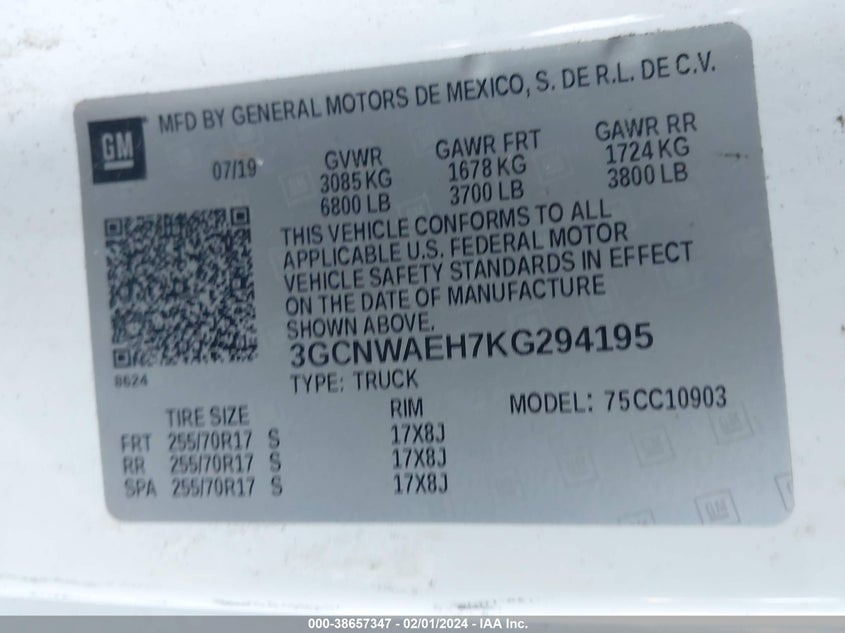 GM
MFD BY GENERAL MOTORS DE MEXICO, S. DE R.L. DE C.V.
07/19
GVWR
3085 KG
6800 LB
GAWR FRT
1678 KG
3700 LB
GAWR RR
1724 KG
3800 LB
THIS VEHICLE CONFORMS TO ALL
APPLICABLE U.S. FEDERAL MOTOR
VEHICLE SAFETY STANDARDS IN EFFECT
ON THE DATE OF MANUFACTURE
SHOWN ABOVE.
3GCNWAEH7KG294195
8624
TYPE: TRUCK
MODEL: 75CC10903
TIRE SIZE RIM
FRT 255/70R17 S 17X8J
RR 255/70R17 S 17X8J
SPA 255/70R17 S 17X8J
000-38657347 - 02/01/2024 - IAA Inc.